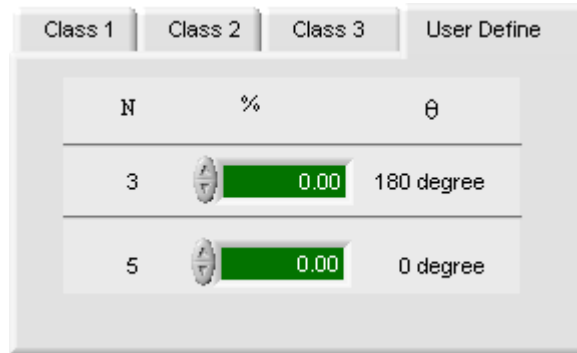 Class 1 Class 2 Class 3 User Define
N % θ
3 0.00 180 degree
5 0.00 0 degree